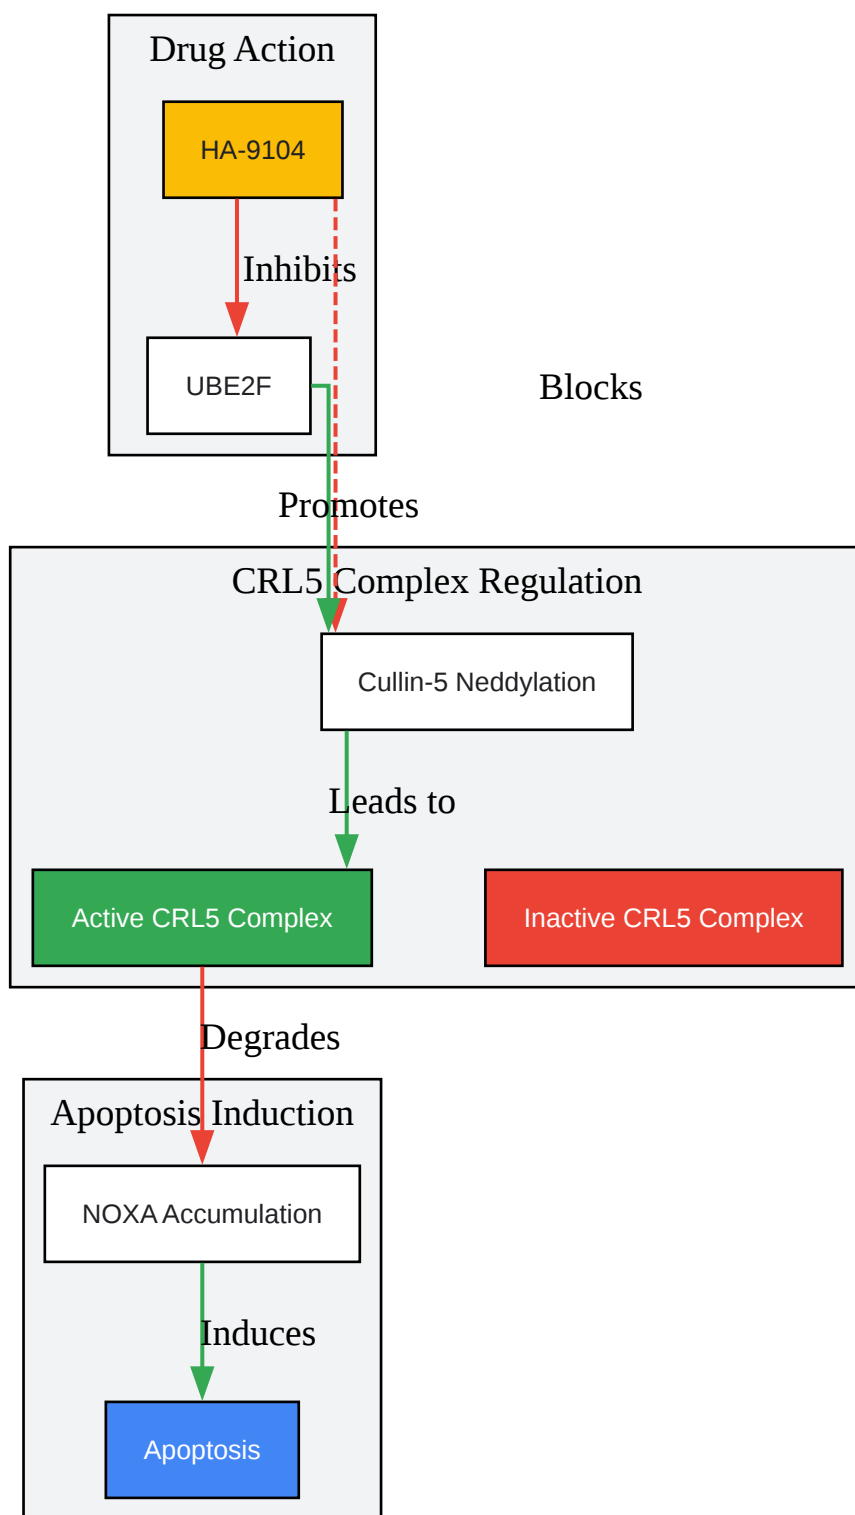 Drug Action
HA-9104
Inhibits
UBE2F
Blocks
Promotes
CRL5 Complex Regulation
Cullin-5 Neddylation
Leads to
Active CRL5 Complex
Inactive CRL5 Complex
Degrades
Apoptosis Induction
NOXA Accumulation
Induces
Apoptosis